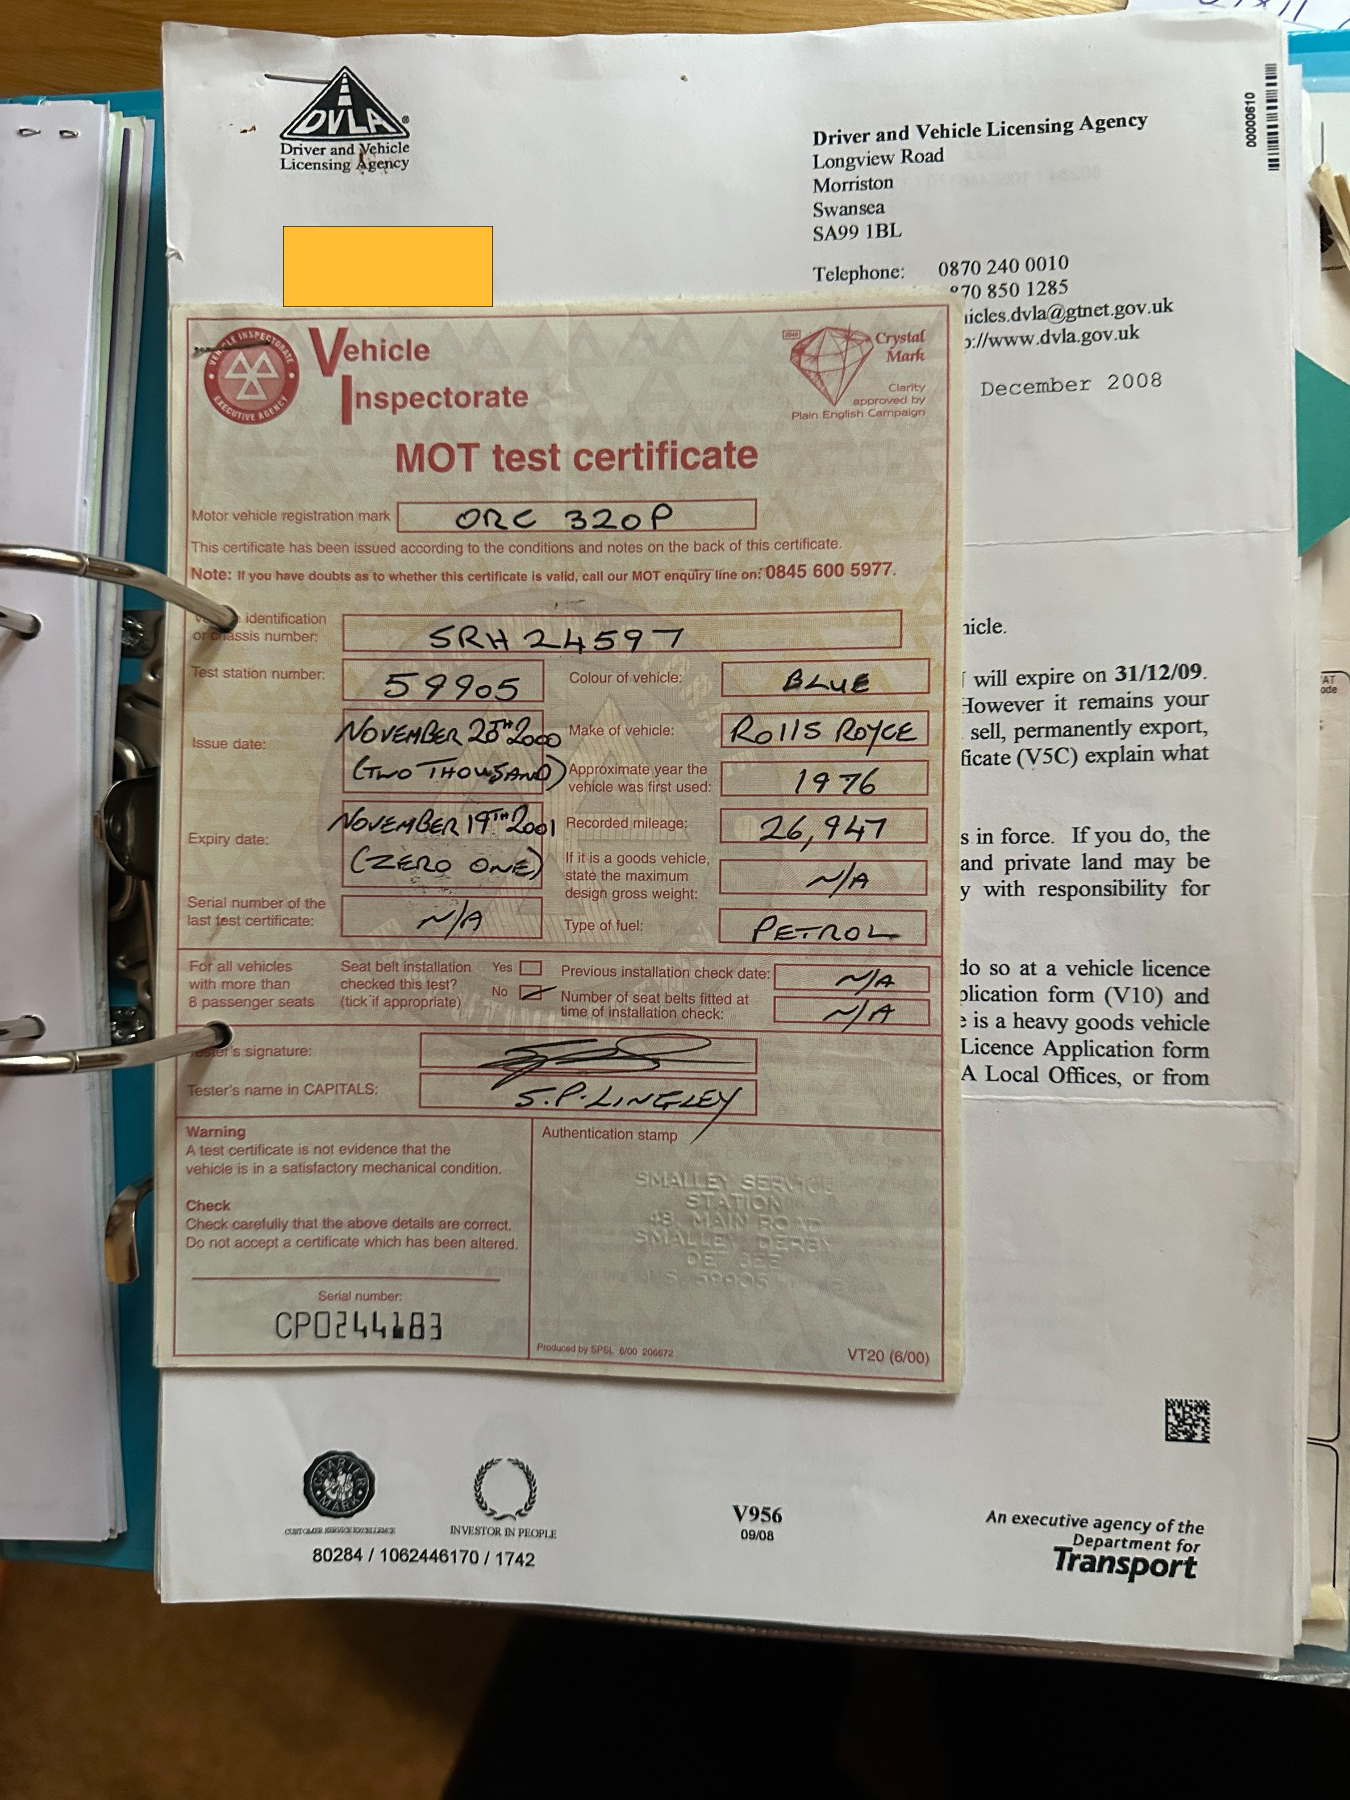 DVLA®
Driver and Vehicle
Licensing Agency
Driver and Vehicle Licensing Agency
Longview Road
Morriston
Swansea
SA99 1BL
Telephone: 0870 240 0010
70 850 1285
icles.dvla@gtnet.gov.uk
://www.dvla.gov.uk
December 2008
00000610
VEHICLE INSPECTORATE
EXECUTIVE AGENCY
Vehicle
Inspectorate
Crystal
Mark
Clarity
approved by
Plain English Campaign
MOT test certificate
Motor vehicle registration mark ORC 320P
This certificate has been issued according to the conditions and notes on the back of this certificate.
Note: If you have doubts as to whether this certificate is valid, call our MOT enquiry line on: 0845 600 5977.
identification
or chassis number: SRH 24597
Test station number: 59905
Colour of vehicle: BLUE
Issue date: NOVEMBER 20TH 2000
(TWO THOUSAND)
Make of vehicle: ROllS ROYCE
Approximate year the
vehicle was first used: 1976
Expiry date: NOVEMBER 19TH 2001
(ZERO ONE)
Recorded mileage: 26,947
If it is a goods vehicle,
state the maximum
design gross weight: N/A
Serial number of the
last test certificate: N/A
Type of fuel: PETROL
For all vehicles
with more than
8 passenger seats
Seat belt installation
checked this test?
(tick if appropriate)
Yes
No
Previous installation check date: N/A
Number of seat belts fitted at
time of installation check: N/A
Tester's signature:
Tester's name in CAPITALS: S.P. LINGLEY
Warning
A test certificate is not evidence that the
vehicle is in a satisfactory mechanical condition.
Check
Check carefully that the above details are correct.
Do not accept a certificate which has been altered.
Serial number:
CP0244183
Authentication stamp
SMALLEY SERVICE
STATION
48, MAIN ROAD
SMALLEY, DERBY
59905
Produced by SPSL 6/00 206672
VT20 (6/00)
icle.
will expire on 31/12/09.
However it remains your
sell, permanently export,
ficate (V5C) explain what
s in force. If you do, the
and private land may be
y with responsibility for
do so at a vehicle licence
plication form (V10) and
e is a heavy goods vehicle
Licence Application form
A Local Offices, or from
CHARTER MARK
CUSTOMER SERVICE EXCELLENCE
INVESTOR IN PEOPLE
80284 / 1062446170 / 1742
V956
09/08
An executive agency of the
Department for
Transport